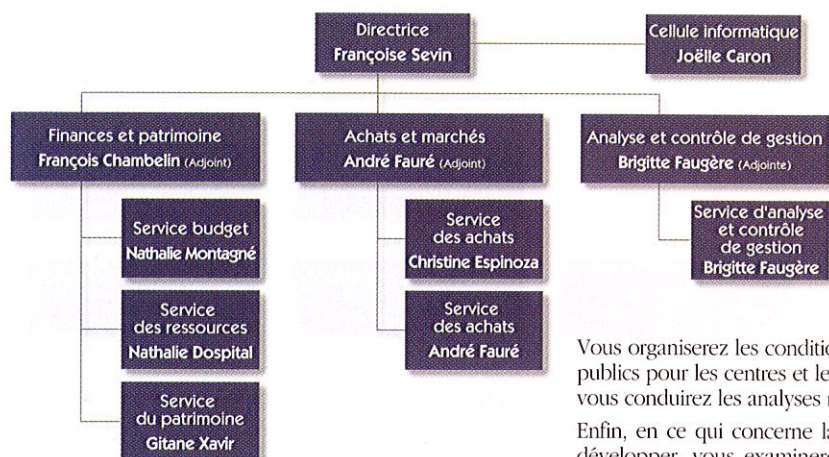 Directrice
Françoise Sevin
Cellule informatique
Joëlle Caron
Finances et patrimoine
François Chambelin (Adjoint)
Achats et marchés
André Fauré (Adjoint)
Analyse et contrôle de gestion
Brigitte Faugère (Adjointe)
Service budget
Nathalie Montagné
Service
des ressources
Nathalie Dospital
Service
du patrimoine
Gitane Xavir
Service
des achats
Christine Espinoza
Service
des achats
André Fauré
Service d'analyse
et contrôle
de gestion
Brigitte Faugère
Vous organiserez les conditio
publics pour les centres et le
vous conduirez les analyses
Enfin, en ce qui concerne la
développer, vous